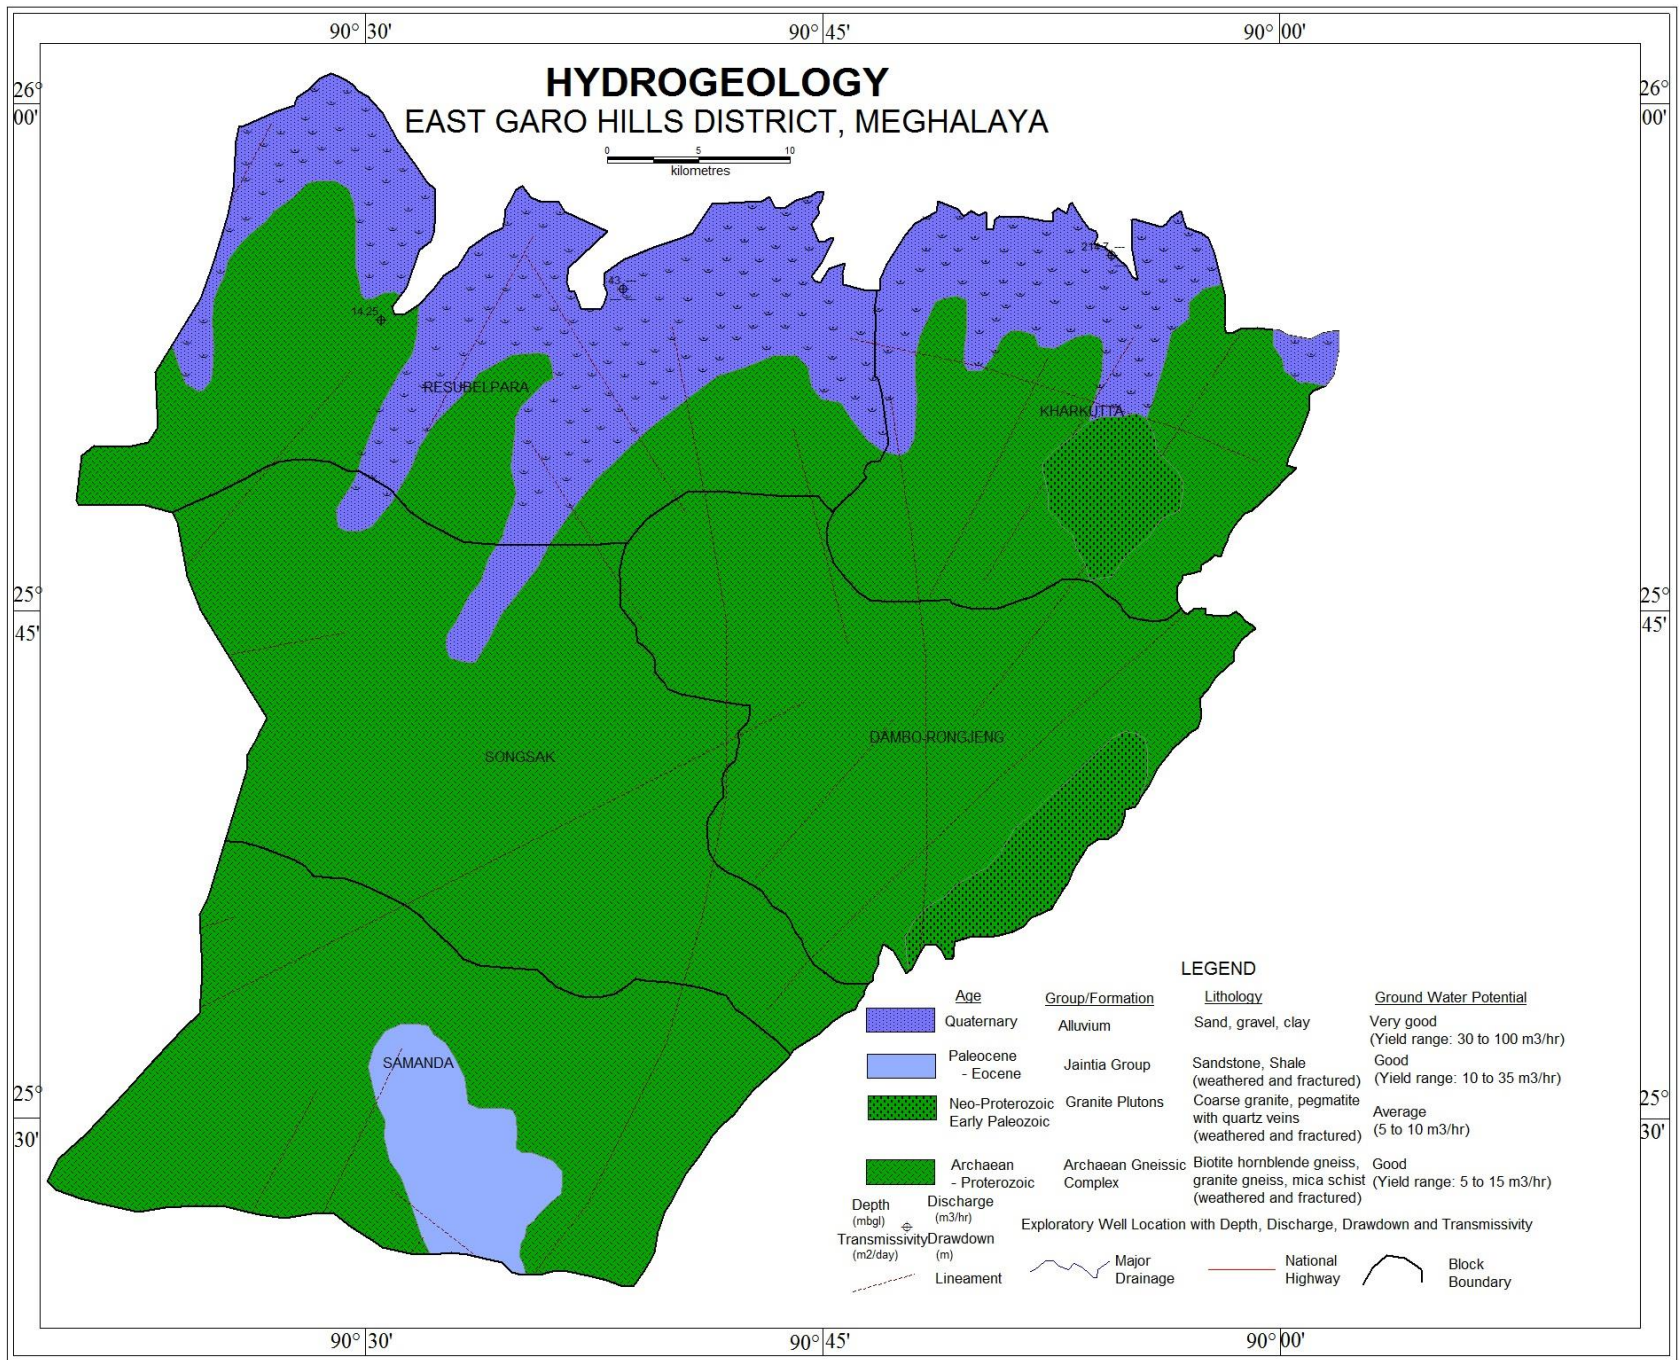 90° 30' 90° 45' 90° 00'
HYDROGEOLOGY
EAST GARO HILLS DISTRICT, MEGHALAYA
0 5 10
kilometres
26° 00' 26° 00'
43 ---
14.25
RESUBELPARA
KHARKUTTA
25° 45' 25° 45'
SONGSAK
DAMBO-RONGJENG
SAMANDA
25° 30' 25° 30'
LEGEND
Age Group/Formation Lithology Ground Water Potential
Quaternary Alluvium Sand, gravel, clay Very good
(Yield range: 30 to 100 m3/hr)
Paleocene Jaintia Group Sandstone, Shale Good
- Eocene (weathered and fractured) (Yield range: 10 to 35 m3/hr)
Neo-Proterozoic Granite Plutons Coarse granite, pegmatite Average
Early Paleozoic with quartz veins (5 to 10 m3/hr)
(weathered and fractured)
Archaean Archaean Gneissic Biotite hornblende gneiss, Good
- Proterozoic Complex granite gneiss, mica schist (Yield range: 5 to 15 m3/hr)
(weathered and fractured)
Depth Discharge
(mbgl) (m3/hr) Exploratory Well Location with Depth, Discharge, Drawdown and Transmissivity
Transmissivity Drawdown
(m2/day) (m)
Lineament Major Drainage National Highway Block Boundary
90° 30' 90° 45' 90° 00'